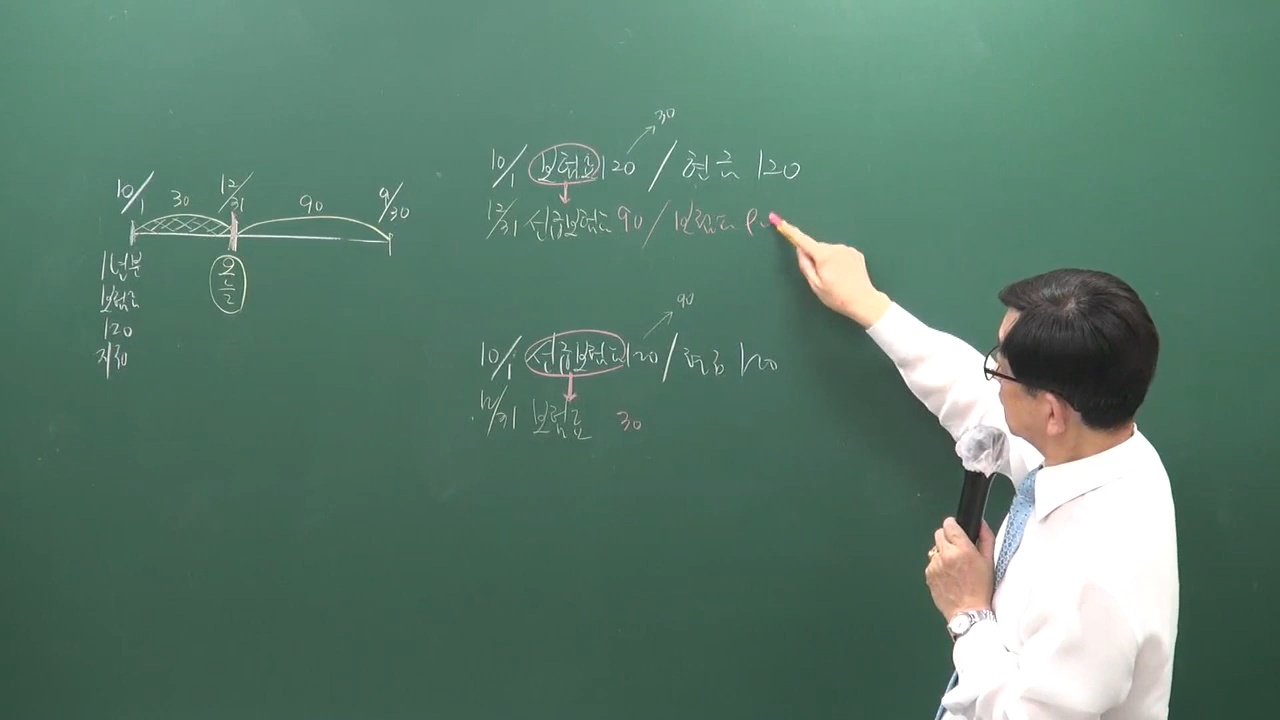 10/1 30 12/31 90 9/30
1년분
보험료
120
지급
오늘
30
10/1 보험료 120 / 현금 120
12/31 선급보험료 90 / 보험료 90
90
10/1 선급보험료 120 / 현금 120
12/31 보험료 30